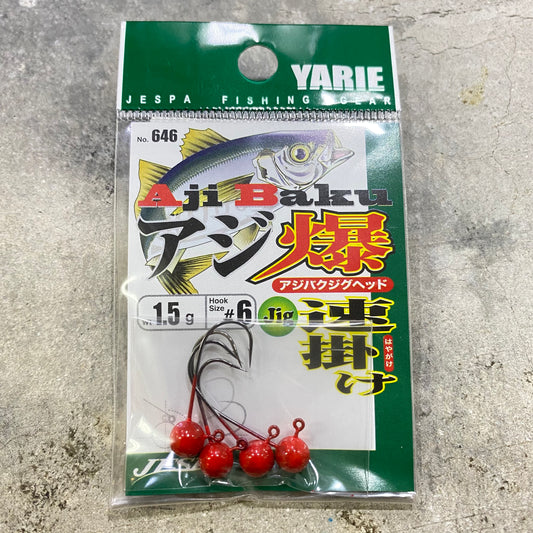 YARIE
JESPA FISHING GEAR
No. 646
Aji Baku
アジ爆
アジバクジグヘッド
wt. 1.5g
Hook Size #6
Jig
速掛け
はやがけ